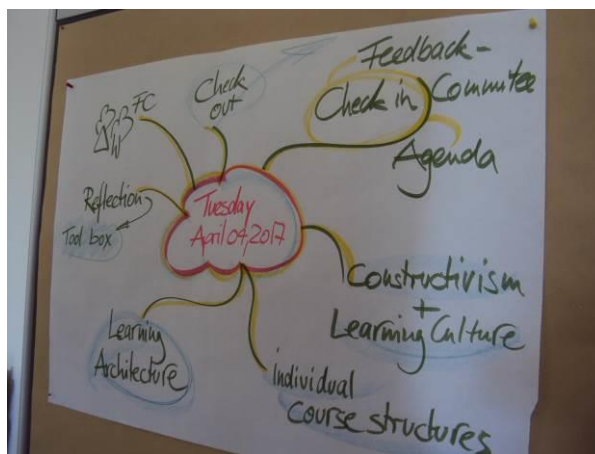 Feedback-
Commitee
Check in
Agenda
Constructivism
+
Learning Culture
individual
Course structures
Learning
Architecture
Reflection
Tool box
FC
Check
out
Tuesday
April 04,2017